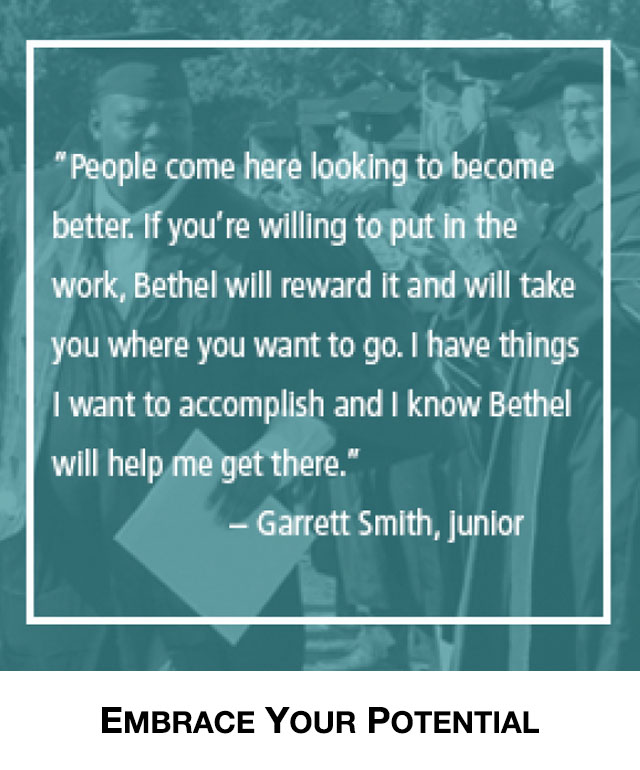 "People come here looking to become
better. If you're willing to put in the
work, Bethel will reward it and will take
you where you want to go. I have things
I want to accomplish and I know Bethel
will help me get there."
– Garrett Smith, junior
EMBRACE YOUR POTENTIAL